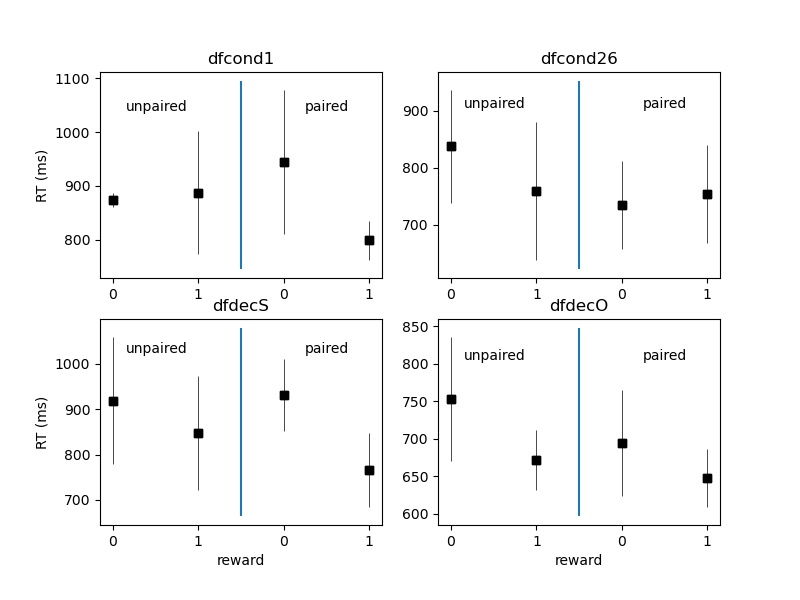 dfcond1
1100
1000
900
800
RT (ms)
unpaired
paired
0
1
0
1
dfcond26
900
800
700
unpaired
paired
0
1
0
1
dfdecS
1000
900
800
700
RT (ms)
unpaired
paired
0
1
0
1
reward
dfdecO
850
800
750
700
650
600
unpaired
paired
0
1
0
1
reward